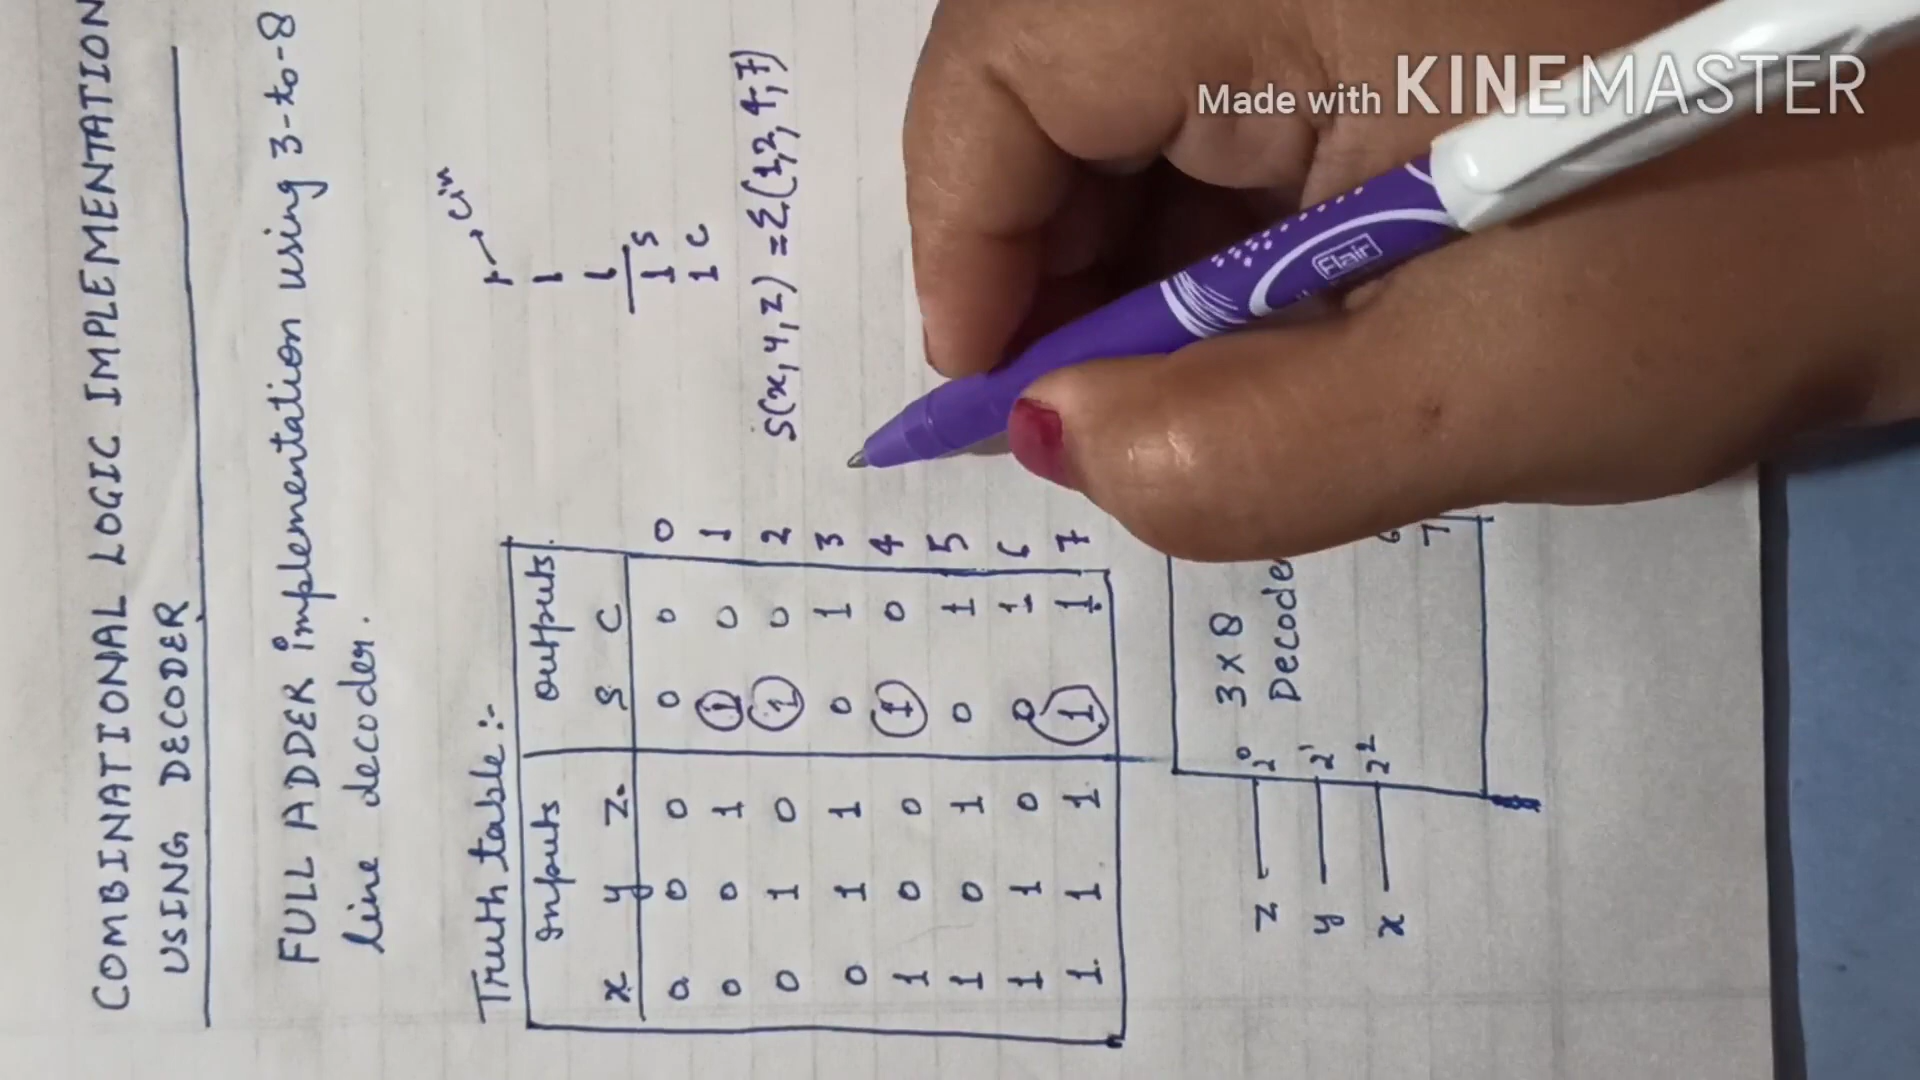 COMBINATIONAL LOGIC IMPLEMENTATION
USING DECODER
FULL ADDER implementation using 3-to-8
line decoder.
1→Cin
1
1
1 S
1 C
Truth table :-
Inputs Outputs.
x y z S C
0 0 0 0 0 0
0 0 1 1 0 1
0 1 0 1 0 2
0 1 1 0 1 3
1 0 0 1 0 4
1 0 1 0 1 5
1 1 0 0 1 6
1 1 1 1 1 7
S(x, y, z) = Σ(1,2,4,7)
3 x 8
z 2⁰
y 2¹
x 2²
6
7
Flair
Made with KINEMASTER